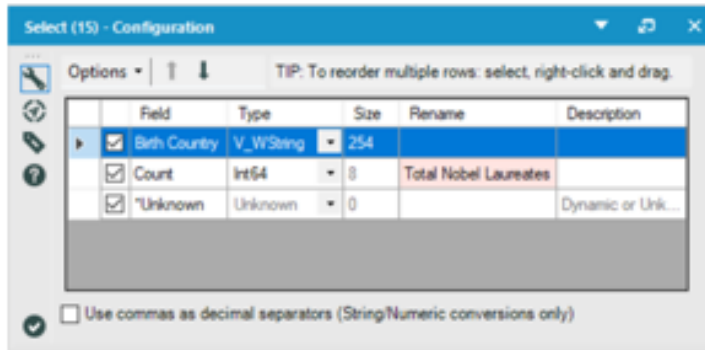 Select (15) - Configuration
Options TIP: To reorder multiple rows: select, right-click and drag.
Field Type Size Rename Description
Birth Country V_WString 254
Count Int64 8 Total Nobel Laureates
*Unknown Unknown 0 Dynamic or Unk...
Use commas as decimal separators (String/Numeric conversions only)